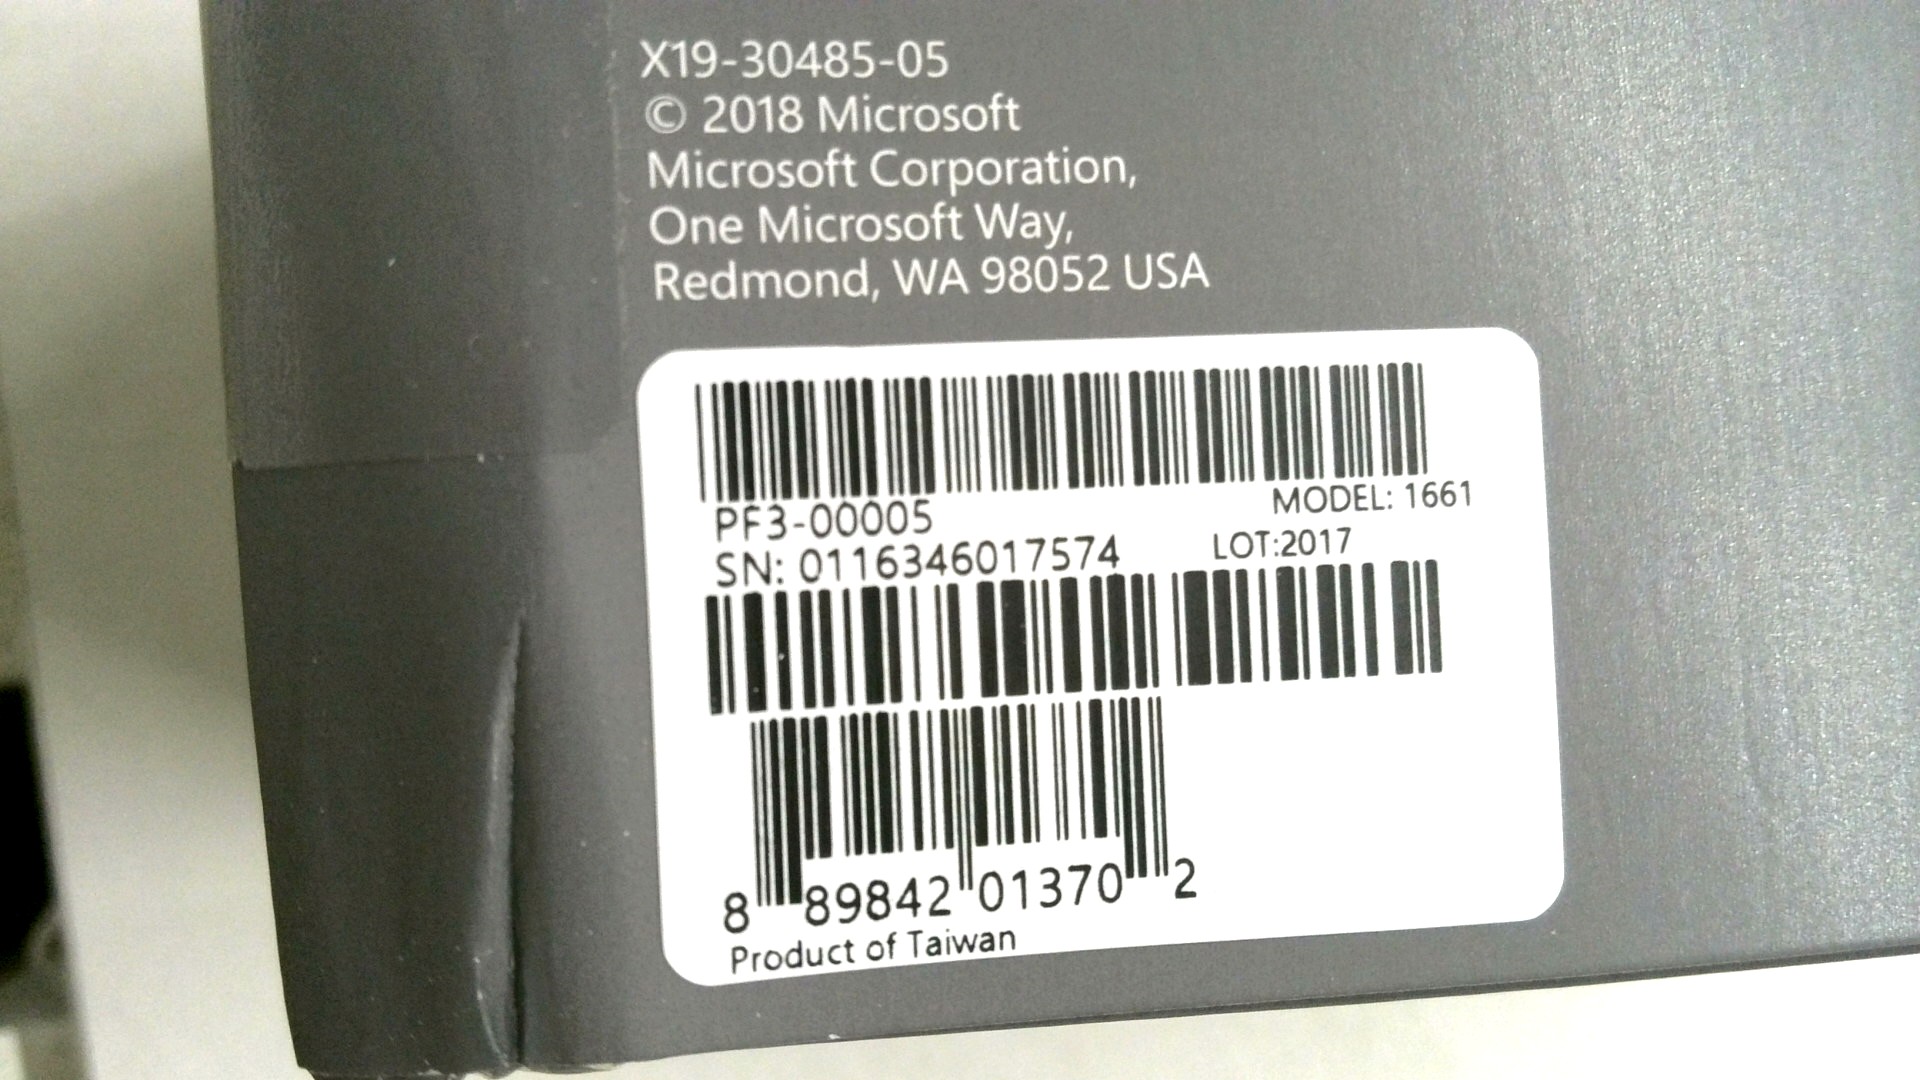 X19-30485-05
© 2018 Microsoft
Microsoft Corporation,
One Microsoft Way,
Redmond, WA 98052 USA
PF3-00005
MODEL: 1661
SN: 0116346017574
LOT:2017
8 89842 01370 2
Product of Taiwan